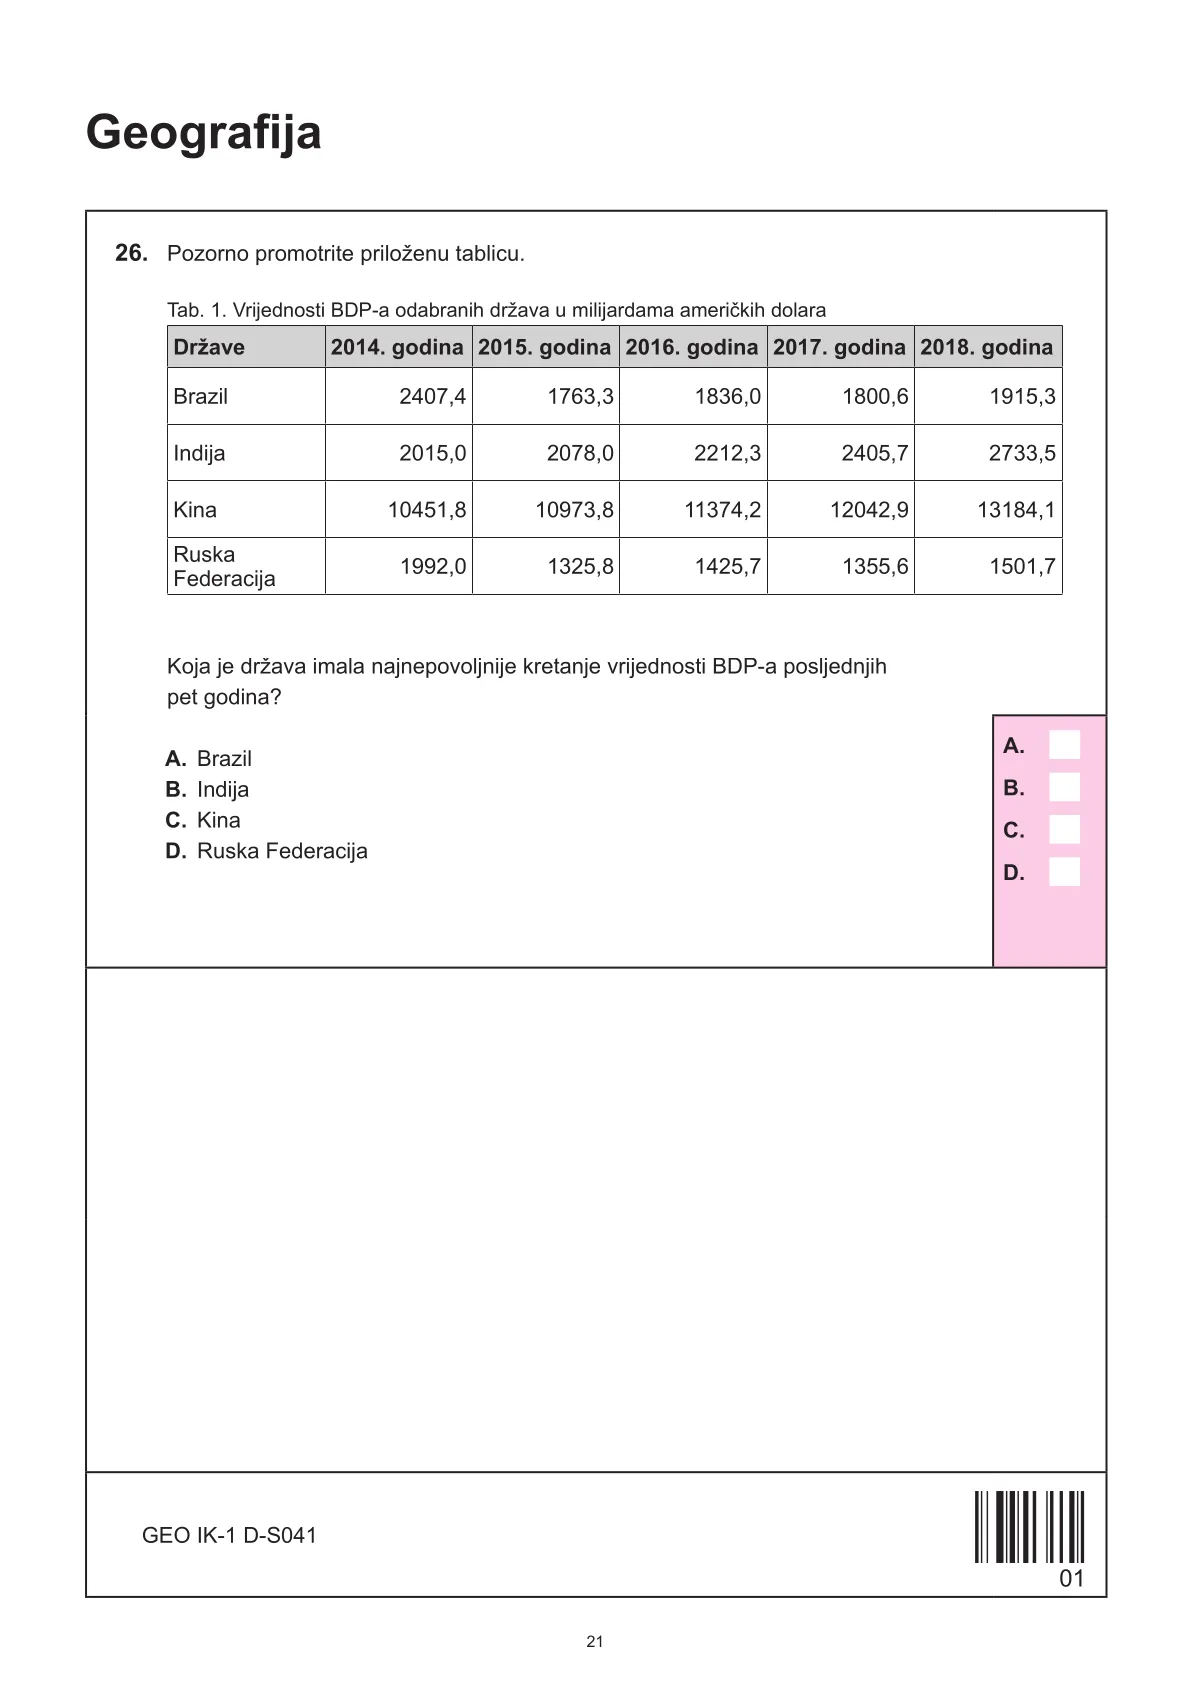 Geografija
26. Pozorno promotrite priloženu tablicu.
Tab. 1. Vrijednosti BDP-a odabranih država u milijardama američkih dolara
Države 2014. godina 2015. godina 2016. godina 2017. godina 2018. godina
Brazil 2407,4 1763,3 1836,0 1800,6 1915,3
Indija 2015,0 2078,0 2212,3 2405,7 2733,5
Kina 10451,8 10973,8 11374,2 12042,9 13184,1
Ruska
Federacija 1992,0 1325,8 1425,7 1355,6 1501,7
Koja je država imala najnepovoljnije kretanje vrijednosti BDP-a posljednjih
pet godina?
A. Brazil
B. Indija
C. Kina
D. Ruska Federacija
A.
B.
C.
D.
GEO IK-1 D-S041
01
21